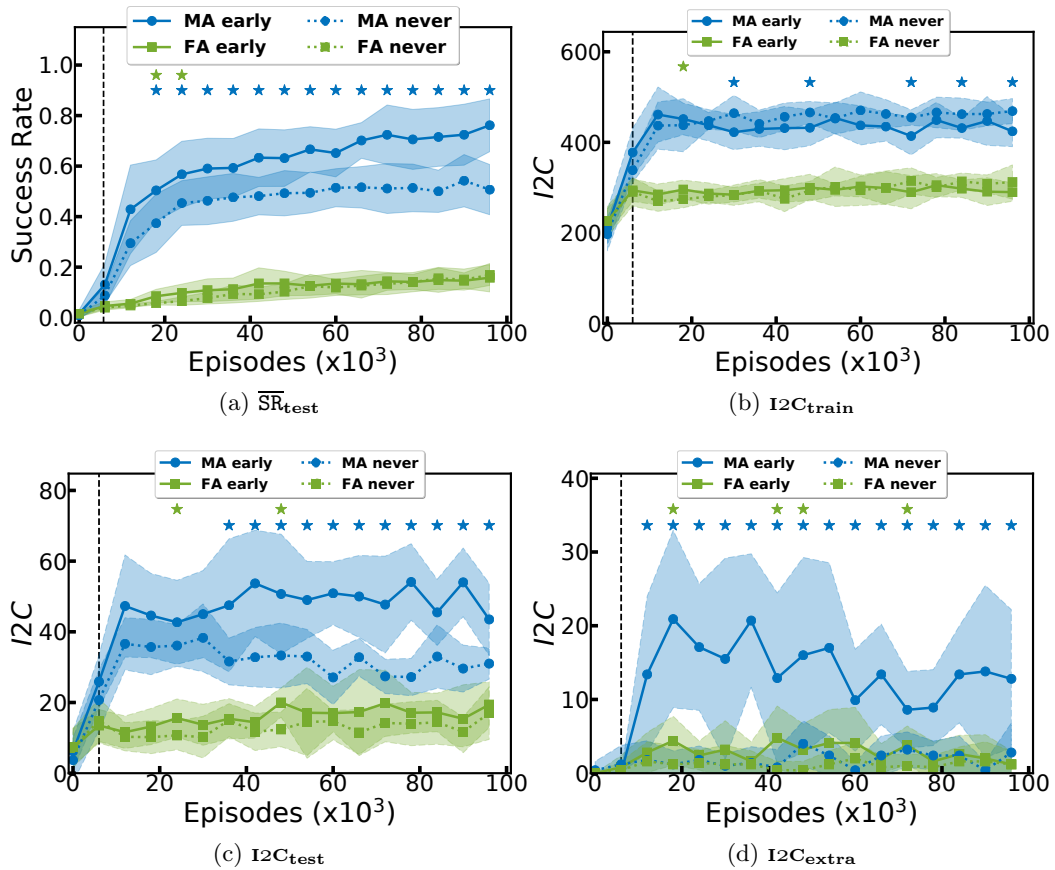 MA early MA never
FA early FA never
1.0
0.8
0.6
0.4
0.2
0.0
Success Rate
0 20 40 60 80 100
Episodes (x10³)
(a) S̅R̅test
MA early MA never
FA early FA never
600
400
200
0
I2C
0 20 40 60 80 100
Episodes (x10³)
(b) I2Ctrain
MA early MA never
FA early FA never
80
60
40
20
0
I2C
0 20 40 60 80 100
Episodes (x10³)
(c) I2Ctest
MA early MA never
FA early FA never
40
30
20
10
0
I2C
0 20 40 60 80 100
Episodes (x10³)
(d) I2Cextra